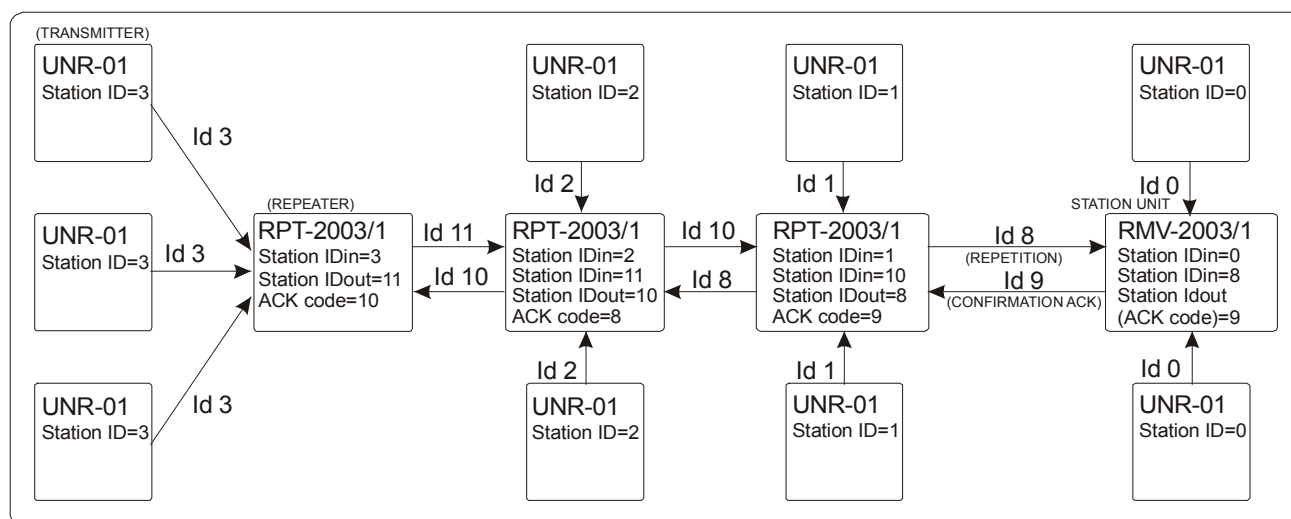 (TRANSMITTER)
UNR-01
Station ID=3
UNR-01
Station ID=2
UNR-01
Station ID=1
UNR-01
Station ID=0
Id 3
Id 2
Id 1
Id 0
(REPEATER)
STATION UNIT
UNR-01
Station ID=3
Id 3
RPT-2003/1
Station IDin=3
Station IDout=11
ACK code=10
Id 11
Id 10
RPT-2003/1
Station IDin=2
Station IDin=11
Station IDout=10
ACK code=8
Id 10
Id 8
RPT-2003/1
Station IDin=1
Station IDin=10
Station IDout=8
ACK code=9
Id 8
(REPETITION)
Id 9
(CONFIRMATION ACK)
RMV-2003/1
Station IDin=0
Station IDin=8
Station Idout
(ACK code)=9
Id 3
Id 2
Id 1
Id 0
UNR-01
Station ID=3
UNR-01
Station ID=2
UNR-01
Station ID=1
UNR-01
Station ID=0